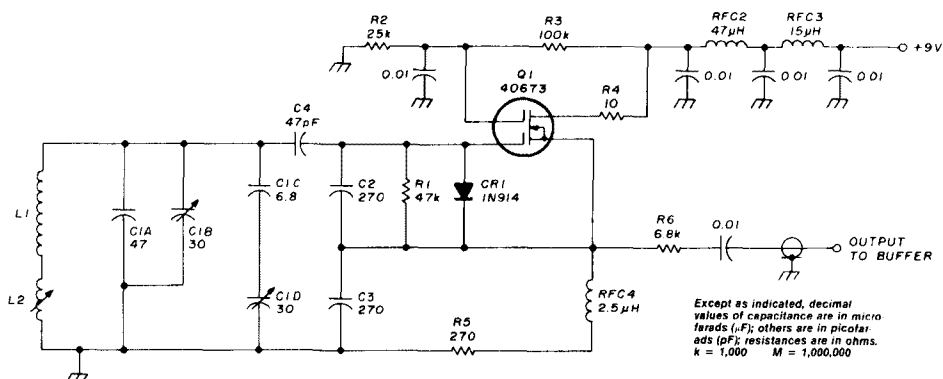 R2
25k
R3
100k
RFC2
47μH
RFC3
15μH
+9V
0.01
Q1
40673
R4
10
0.01
0.01
0.01
C4
47pF
L1
C1A
47
C1B
30
C1C
6.8
C2
270
R1
47k
CR1
1N914
R6
6.8k
0.01
OUTPUT
TO BUFFER
L2
C1D
30
C3
270
RFC4
2.5μH
R5
270
Except as indicated, decimal
values of capacitance are in micro-
farads (μF); others are in picofar-
ads (pF); resistances are in ohms.
k = 1,000 M = 1,000,000